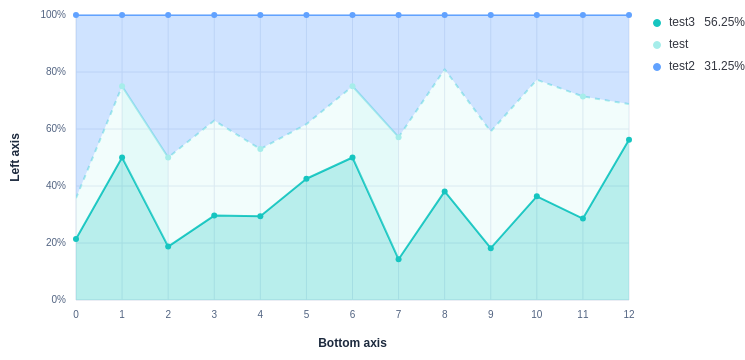 100%
80%
60%
40%
20%
0%
Left axis
0 1 2 3 4 5 6 7 8 9 10 11 12
Bottom axis
test3 56.25%
test
test2 31.25%